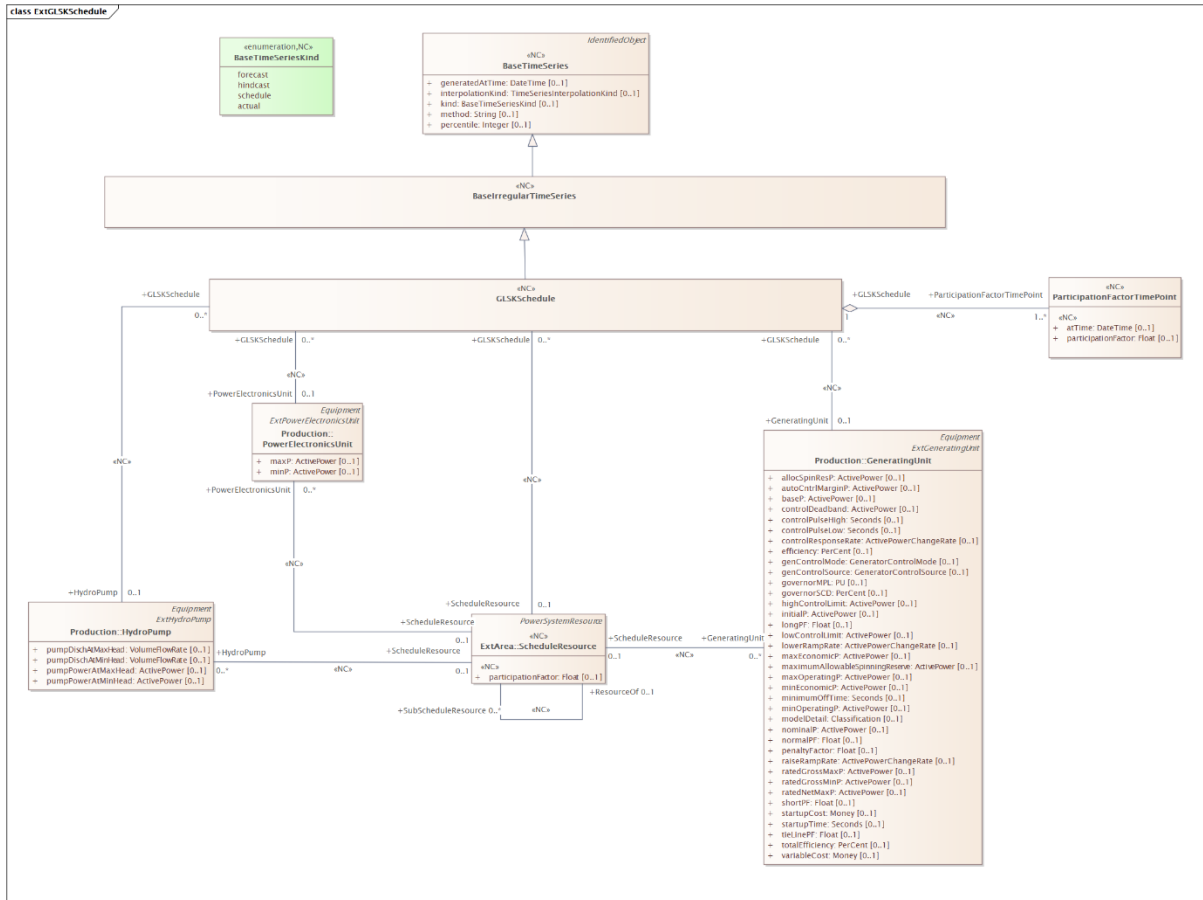 class ExtGLSKSchedule
«enumeration,NC»
BaseTimeSeriesKind
forecast
hindcast
schedule
actual
IdentifiedObject
«NC»
BaseTimeSeries
+ generatedAtTime: DateTime [0..1]
+ interpolationKind: TimeSeriesInterpolationKind [0..1]
+ kind: BaseTimeSeriesKind [0..1]
+ method: String [0..1]
+ percentile: Integer [0..1]
«NC»
BaseIrregularTimeSeries
«NC»
GLSKSchedule
+GLSKSchedule
0..*
+GLSKSchedule 0..*
+GLSKSchedule 0..*
+GLSKSchedule 0..*
+GLSKSchedule
1
+ParticipationFactorTimePoint
«NC»
1..*
«NC»
ParticipationFactorTimePoint
«NC»
+ atTime: DateTime [0..1]
+ participationFactor: Float [0..1]
«NC»
+PowerElectronicsUnit 0..1
Equipment
ExtPowerElectronicsUnit
Production::
PowerElectronicsUnit
+ maxP: ActivePower [0..1]
+ minP: ActivePower [0..1]
+PowerElectronicsUnit 0..*
«NC»
«NC»
«NC»
«NC»
+GeneratingUnit 0..1
Equipment
ExtGeneratingUnit
Production::GeneratingUnit
+ allocSpinResP: ActivePower [0..1]
+ autoCntrlMarginP: ActivePower [0..1]
+ baseP: ActivePower [0..1]
+ controlDeadband: ActivePower [0..1]
+ controlPulseHigh: Seconds [0..1]
+ controlPulseLow: Seconds [0..1]
+ controlResponseRate: ActivePowerChangeRate [0..1]
+ efficiency: PerCent [0..1]
+ genControlMode: GeneratorControlMode [0..1]
+ genControlSource: GeneratorControlSource [0..1]
+ governorMPL: PU [0..1]
+ governorSCD: PerCent [0..1]
+ highControlLimit: ActivePower [0..1]
+ initialP: ActivePower [0..1]
+ longPF: Float [0..1]
+ lowControlLimit: ActivePower [0..1]
+ lowerRampRate: ActivePowerChangeRate [0..1]
+ maxEconomicP: ActivePower [0..1]
+ maximumAllowableSpinningReserve: ActivePower [0..1]
+ maxOperatingP: ActivePower [0..1]
+ minEconomicP: ActivePower [0..1]
+ minimumOffTime: Seconds [0..1]
+ minOperatingP: ActivePower [0..1]
+ modelDetail: Classification [0..1]
+ nominalP: ActivePower [0..1]
+ normalPF: Float [0..1]
+ penaltyFactor: Float [0..1]
+ raiseRampRate: ActivePowerChangeRate [0..1]
+ ratedGrossMaxP: ActivePower [0..1]
+ ratedGrossMinP: ActivePower [0..1]
+ ratedNetMaxP: ActivePower [0..1]
+ shortPF: Float [0..1]
+ startupCost: Money [0..1]
+ startupTime: Seconds [0..1]
+ tieLinePF: Float [0..1]
+ totalEfficiency: PerCent [0..1]
+ variableCost: Money [0..1]
+HydroPump 0..1
Equipment
ExtHydroPump
Production::HydroPump
+ pumpDischAtMaxHead: VolumeFlowRate [0..1]
+ pumpDischAtMinHead: VolumeFlowRate [0..1]
+ pumpPowerAtMaxHead: ActivePower [0..1]
+ pumpPowerAtMinHead: ActivePower [0..1]
+HydroPump
0..*
«NC»
+ScheduleResource
0..1
+ScheduleResource
0..1
+ScheduleResource 0..1
PowerSystemResource
«NC»
ExtArea::ScheduleResource
«NC»
+ participationFactor: Float [0..1]
+ScheduleResource
0..1
«NC»
+GeneratingUnit
0..*
+ResourceOf 0..1
+SubScheduleResource 0..*
«NC»